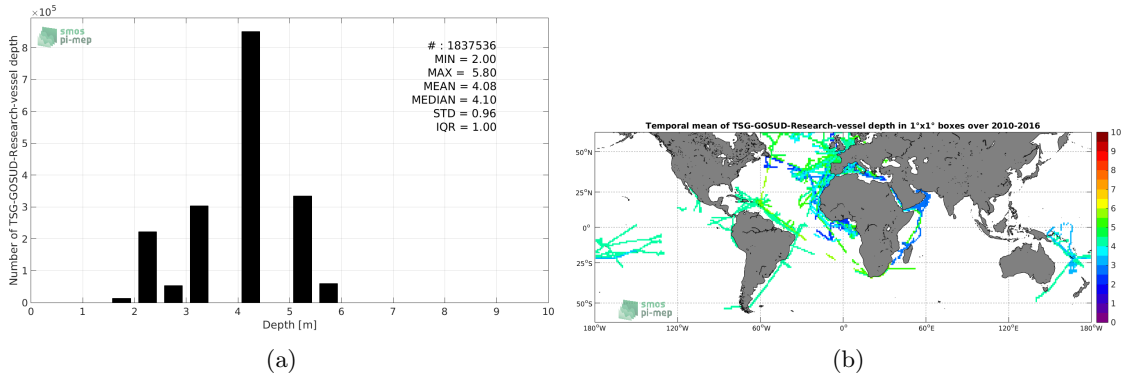 ×10⁵
smos
pi-mep
# : 1837536
MIN = 2.00
MAX = 5.80
MEAN = 4.08
MEDIAN = 4.10
STD = 0.96
IQR = 1.00
Number of TSG-GOSUD-Research-vessel depth
8
7
6
5
4
3
2
1
0
0 1 2 3 4 5 6 7 8 9 10
Depth [m]
(a)
Temporal mean of TSG-GOSUD-Research-vessel depth in 1°x1° boxes over 2010-2016
50°N
25°N
0°
25°S
50°S
180°W 120°W 60°W 0° 60°E 120°E 180°E
smos
pi-mep
10
9
8
7
6
5
4
3
2
1
0
(b)